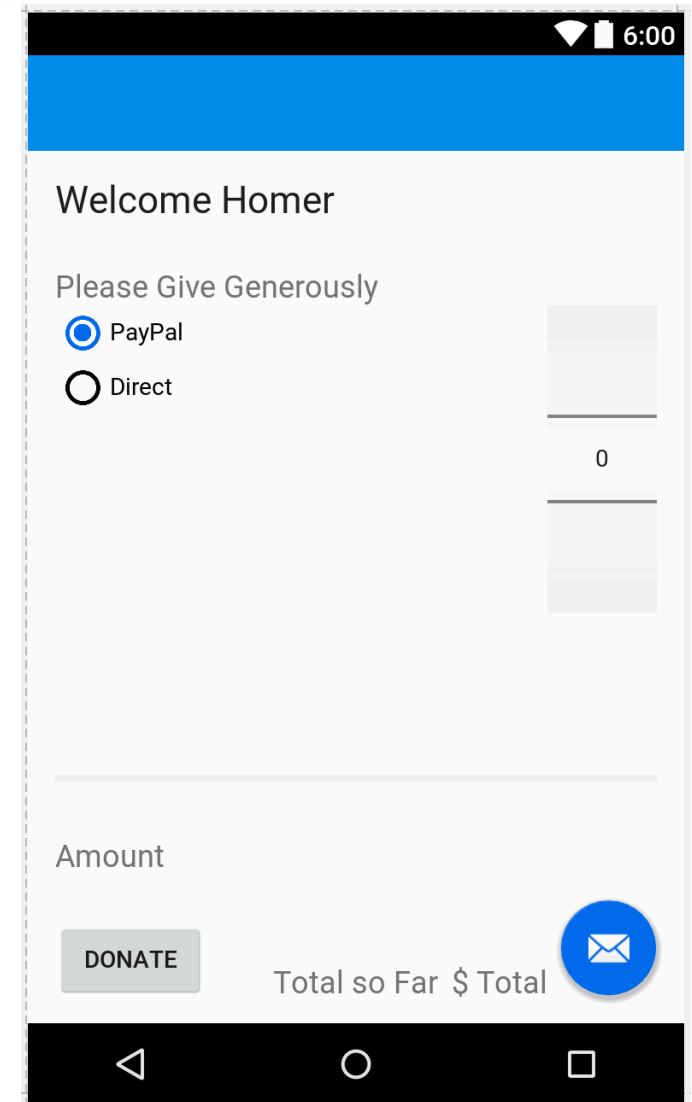 6:00
Welcome Homer
Please Give Generously
PayPal
Direct
0
Amount
DONATE
Total so Far $ Total